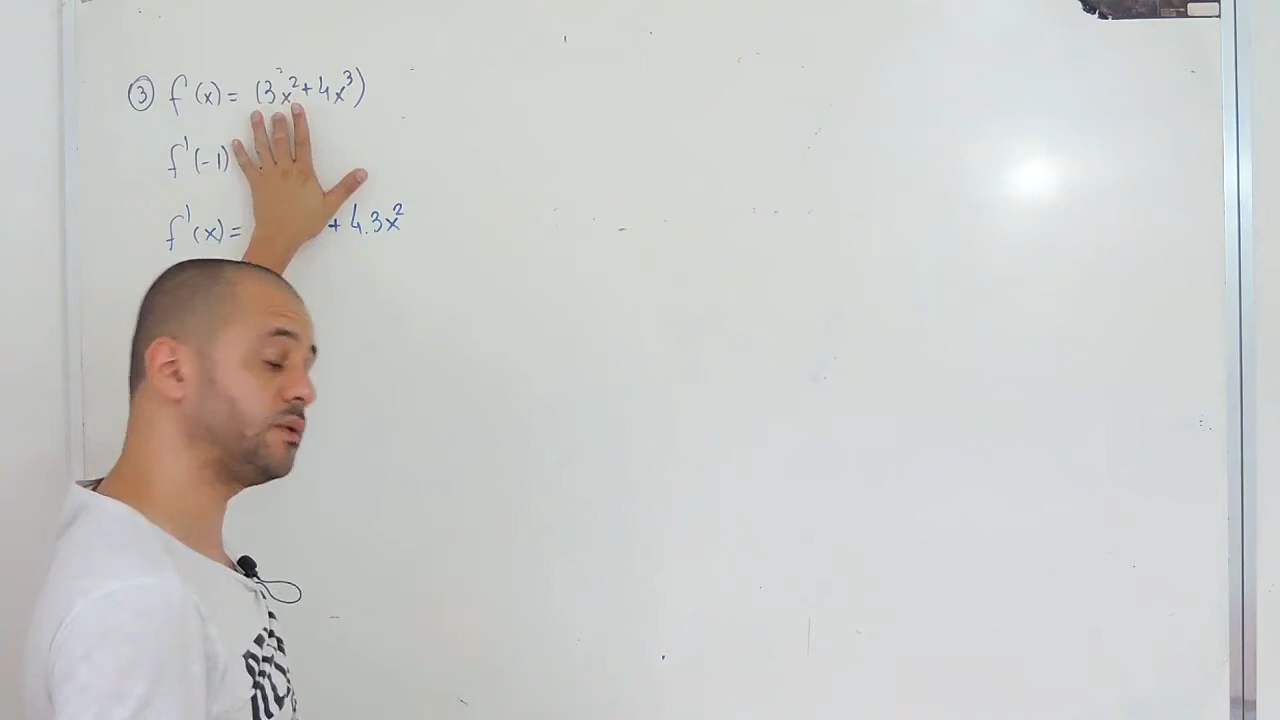 ③ f(x) = (3x²+4x³)
f'(-1)
f'(x) = + 4.3x²